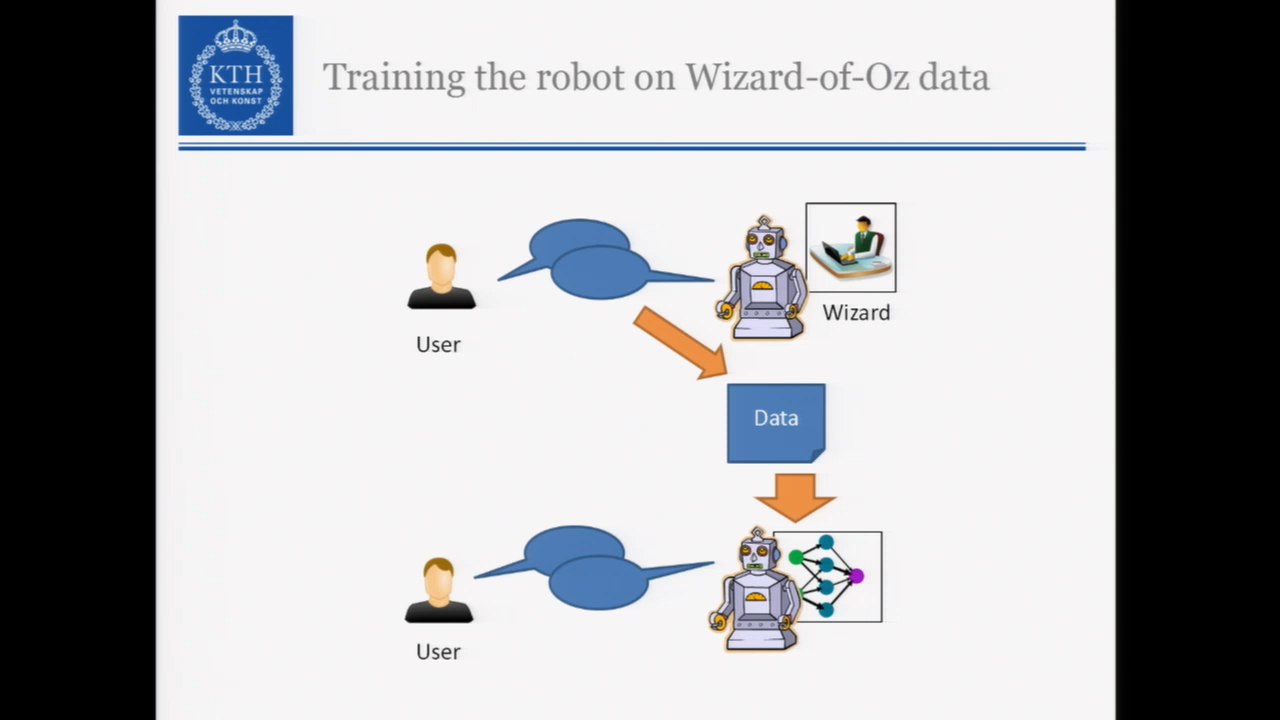 KTH
VETENSKAP
OCH KONST
Training the robot on Wizard-of-Oz data
User
Wizard
Data
User